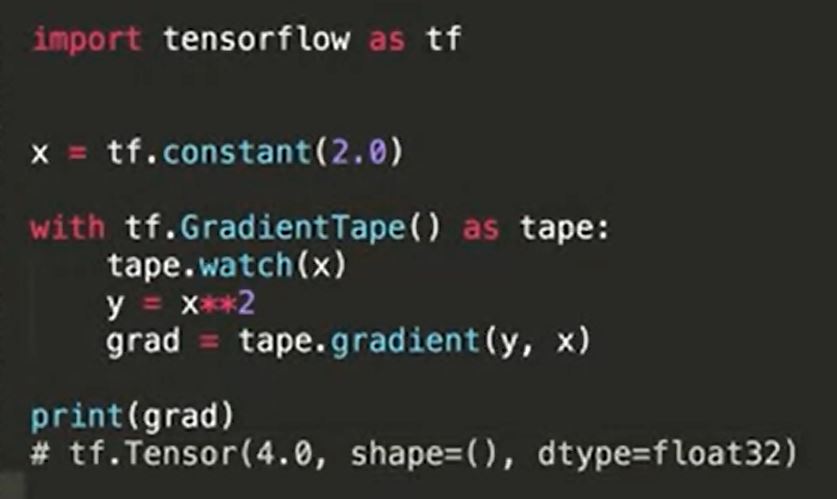 import tensorflow as tf
x = tf.constant(2.0)
with tf.GradientTape() as tape:
tape.watch(x)
y = x**2
grad = tape.gradient(y, x)
print(grad)
# tf.Tensor(4.0, shape=(), dtype=float32)